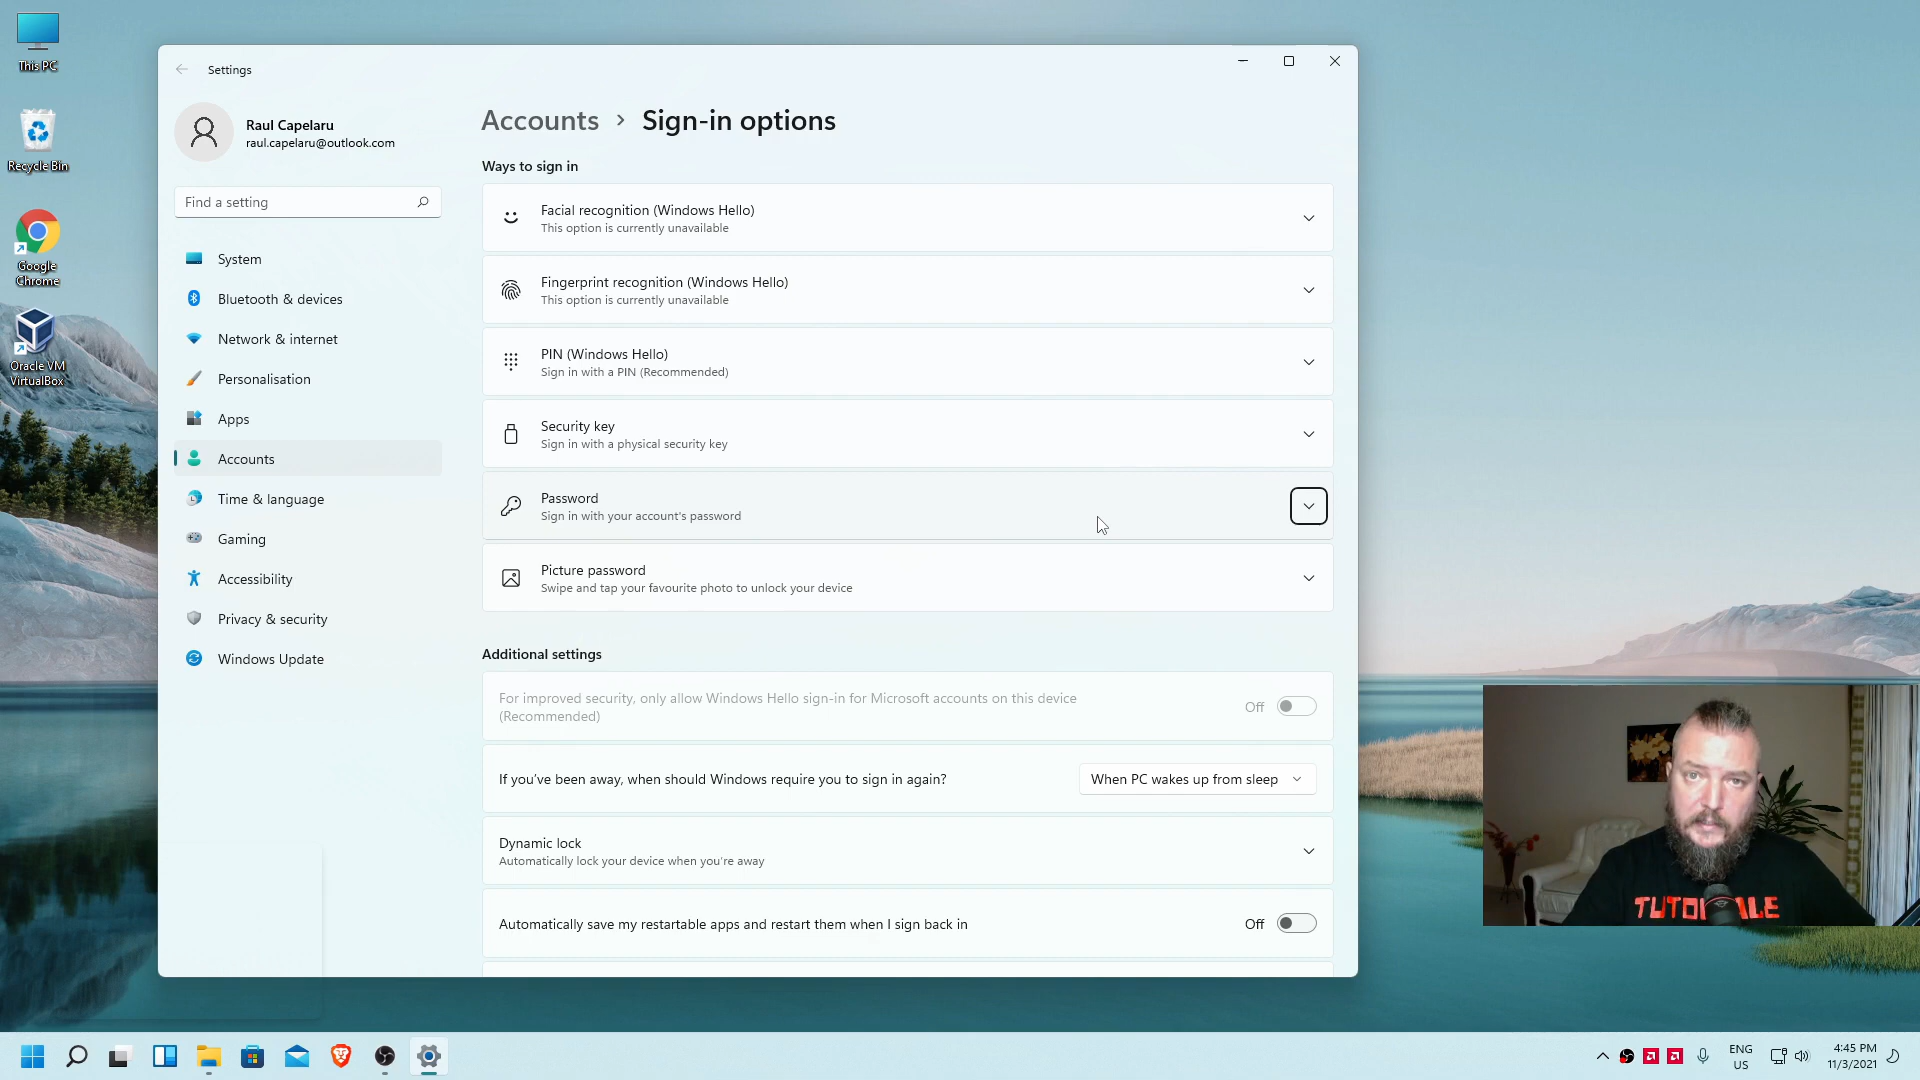 This PC
Recycle Bin
Google
Chrome
Oracle VM
VirtualBox
Settings
Raul Capelaru
raul.capelaru@outlook.com
Find a setting
System
Bluetooth & devices
Network & internet
Personalisation
Apps
Accounts
Time & language
Gaming
Accessibility
Privacy & security
Windows Update
Accounts > Sign-in options
Ways to sign in
Facial recognition (Windows Hello)
This option is currently unavailable
Fingerprint recognition (Windows Hello)
This option is currently unavailable
PIN (Windows Hello)
Sign in with a PIN (Recommended)
Security key
Sign in with a physical security key
Password
Sign in with your account's password
Picture password
Swipe and tap your favourite photo to unlock your device
Additional settings
For improved security, only allow Windows Hello sign-in for Microsoft accounts on this device
(Recommended)
Off
If you've been away, when should Windows require you to sign in again?
When PC wakes up from sleep
Dynamic lock
Automatically lock your device when you're away
Automatically save my restartable apps and restart them when I sign back in
Off
ENG
US
4:45 PM
11/3/2021